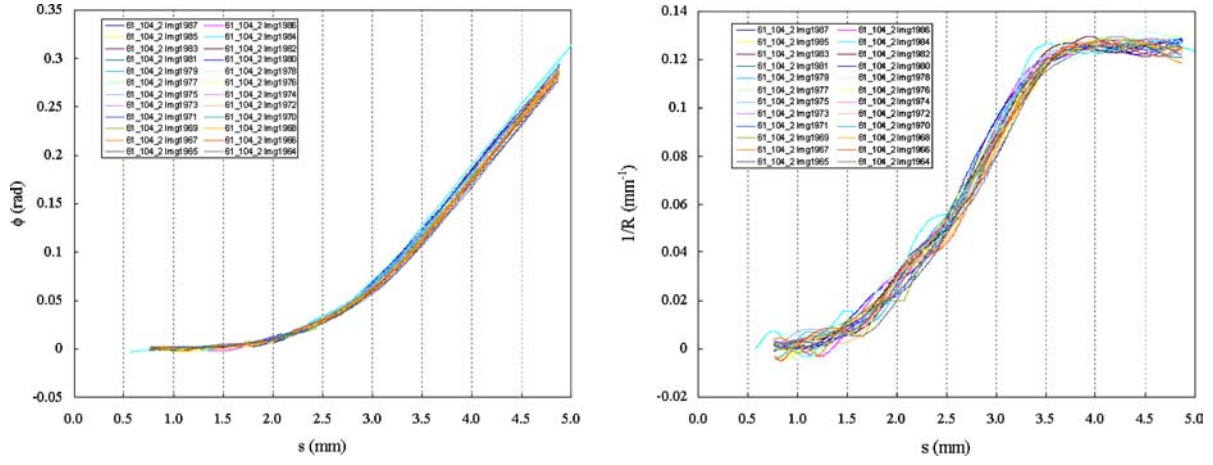 0.35
0.3
0.25
0.2
0.15
0.1
0.05
0
-0.05
ϕ (rad)
61_104_2 Img1987 61_104_2 Img1986
61_104_2 Img1985 61_104_2 Img1984
61_104_2 Img1983 61_104_2 Img1982
61_104_2 Img1981 61_104_2 Img1980
61_104_2 Img1979 61_104_2 Img1978
61_104_2 Img1977 61_104_2 Img1976
61_104_2 Img1975 61_104_2 Img1974
61_104_2 Img1973 61_104_2 Img1972
61_104_2 Img1971 61_104_2 Img1970
61_104_2 Img1969 61_104_2 Img1968
61_104_2 Img1967 61_104_2 Img1966
61_104_2 Img1965 61_104_2 Img1964
0.0 0.5 1.0 1.5 2.0 2.5 3.0 3.5 4.0 4.5 5.0
s (mm)
0.14
0.12
0.1
0.08
0.06
0.04
0.02
0
-0.02
1/R (mm⁻¹)
61_104_2 Img1987 61_104_2 Img1986
61_104_2 Img1985 61_104_2 Img1984
61_104_2 Img1983 61_104_2 Img1982
61_104_2 Img1981 61_104_2 Img1980
61_104_2 Img1979 61_104_2 Img1978
61_104_2 Img1977 61_104_2 Img1976
61_104_2 Img1975 61_104_2 Img1974
61_104_2 Img1973 61_104_2 Img1972
61_104_2 Img1971 61_104_2 Img1970
61_104_2 Img1969 61_104_2 Img1968
61_104_2 Img1967 61_104_2 Img1966
61_104_2 Img1965 61_104_2 Img1964
0.0 0.5 1.0 1.5 2.0 2.5 3.0 3.5 4.0 4.5 5.0
s (mm)